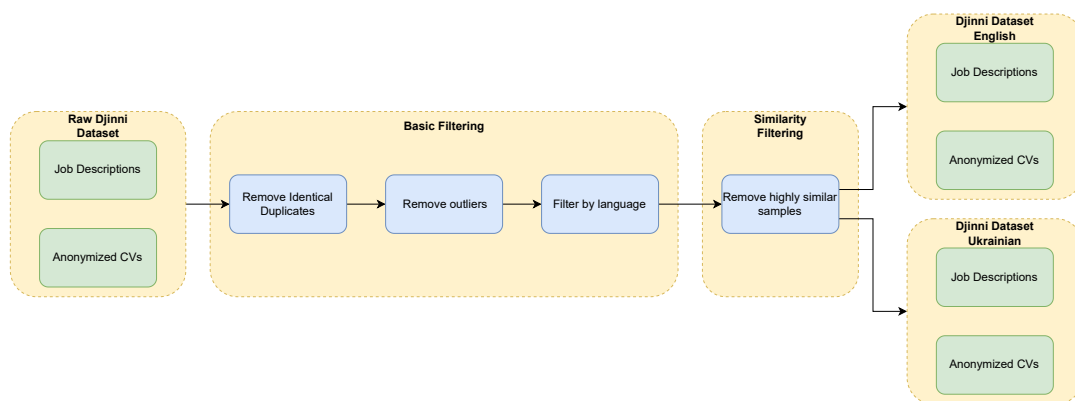 Raw Djinni
Dataset
Job Descriptions
Anonymized CVs
Basic Filtering
Remove Identical
Duplicates
Remove outliers
Filter by language
Similarity
Filtering
Remove highly similar
samples
Djinni Dataset
English
Job Descriptions
Anonymized CVs
Djinni Dataset
Ukrainian
Job Descriptions
Anonymized CVs